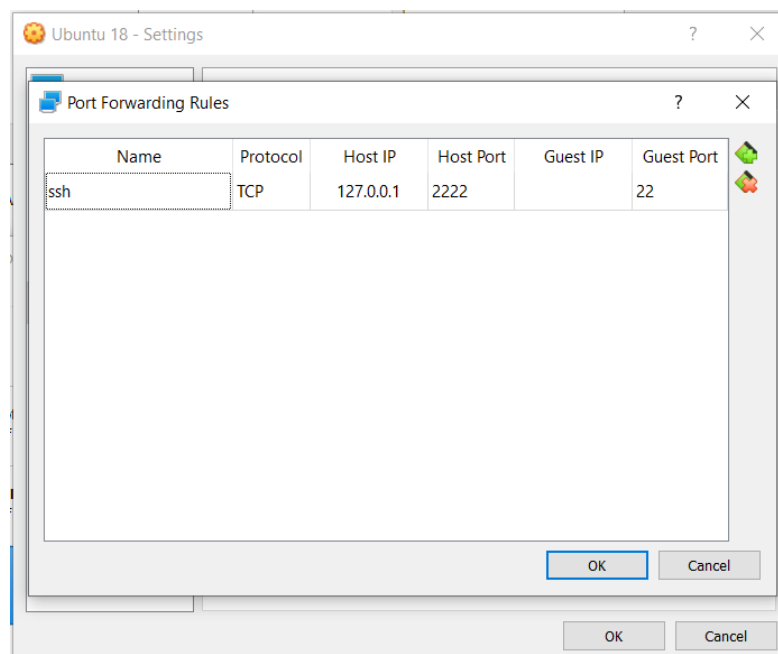 Ubuntu 18 - Settings ?
Port Forwarding Rules ?
Name Protocol Host IP Host Port Guest IP Guest Port
ssh TCP 127.0.0.1 2222 22
OK Cancel
OK Cancel